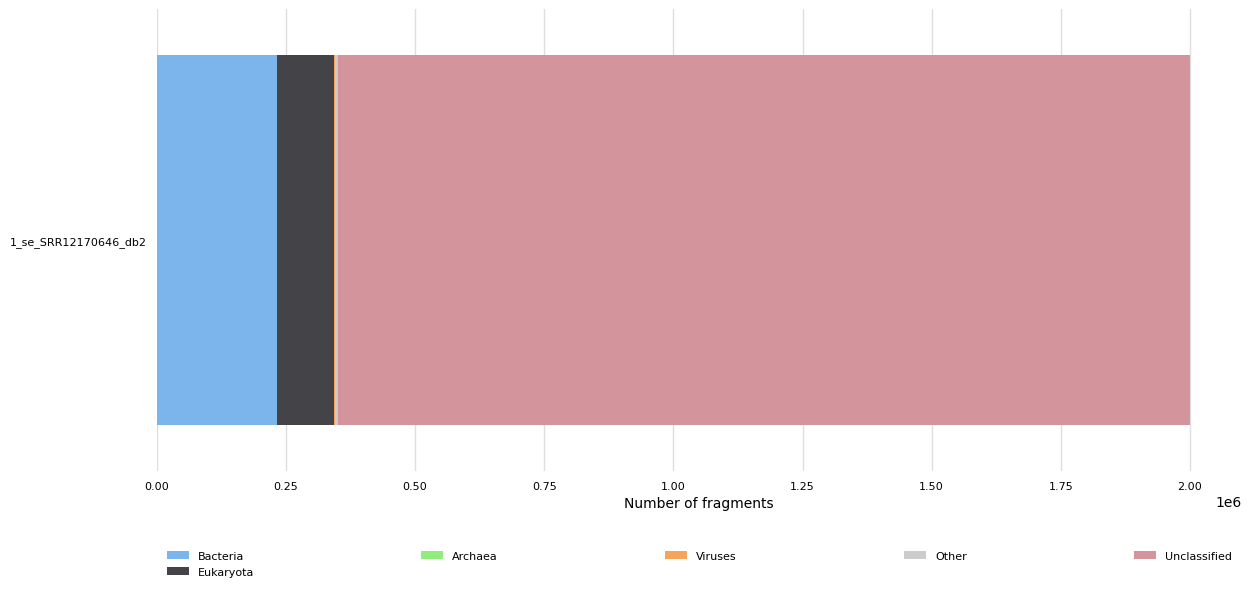 1_se_SRR12170646_db2
0.00 0.25 0.50 0.75 1.00 1.25 1.50 1.75 2.00
1e6
Number of fragments
Bacteria Archaea Viruses Other Unclassified
Eukaryota